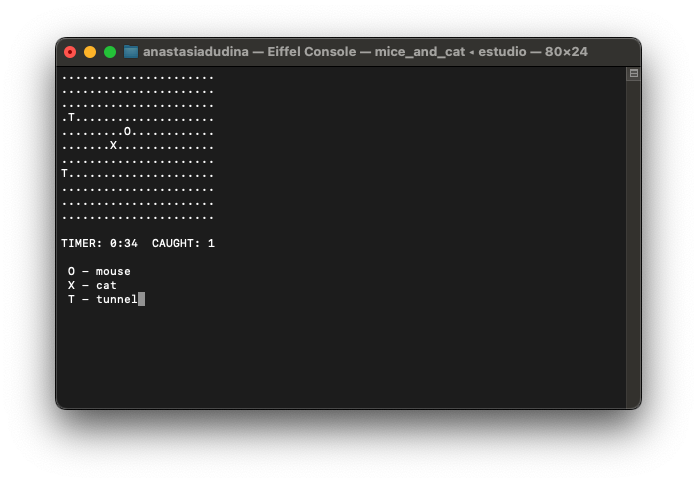 anastasiadudina — Eiffel Console — mice_and_cat ◂ estudio — 80×24
......................
......................
......................
.T....................
.........O............
.......X..............
......................
T.....................
......................
......................
......................
TIMER: 0:34  CAUGHT: 1
O – mouse
X – cat
T – tunnel